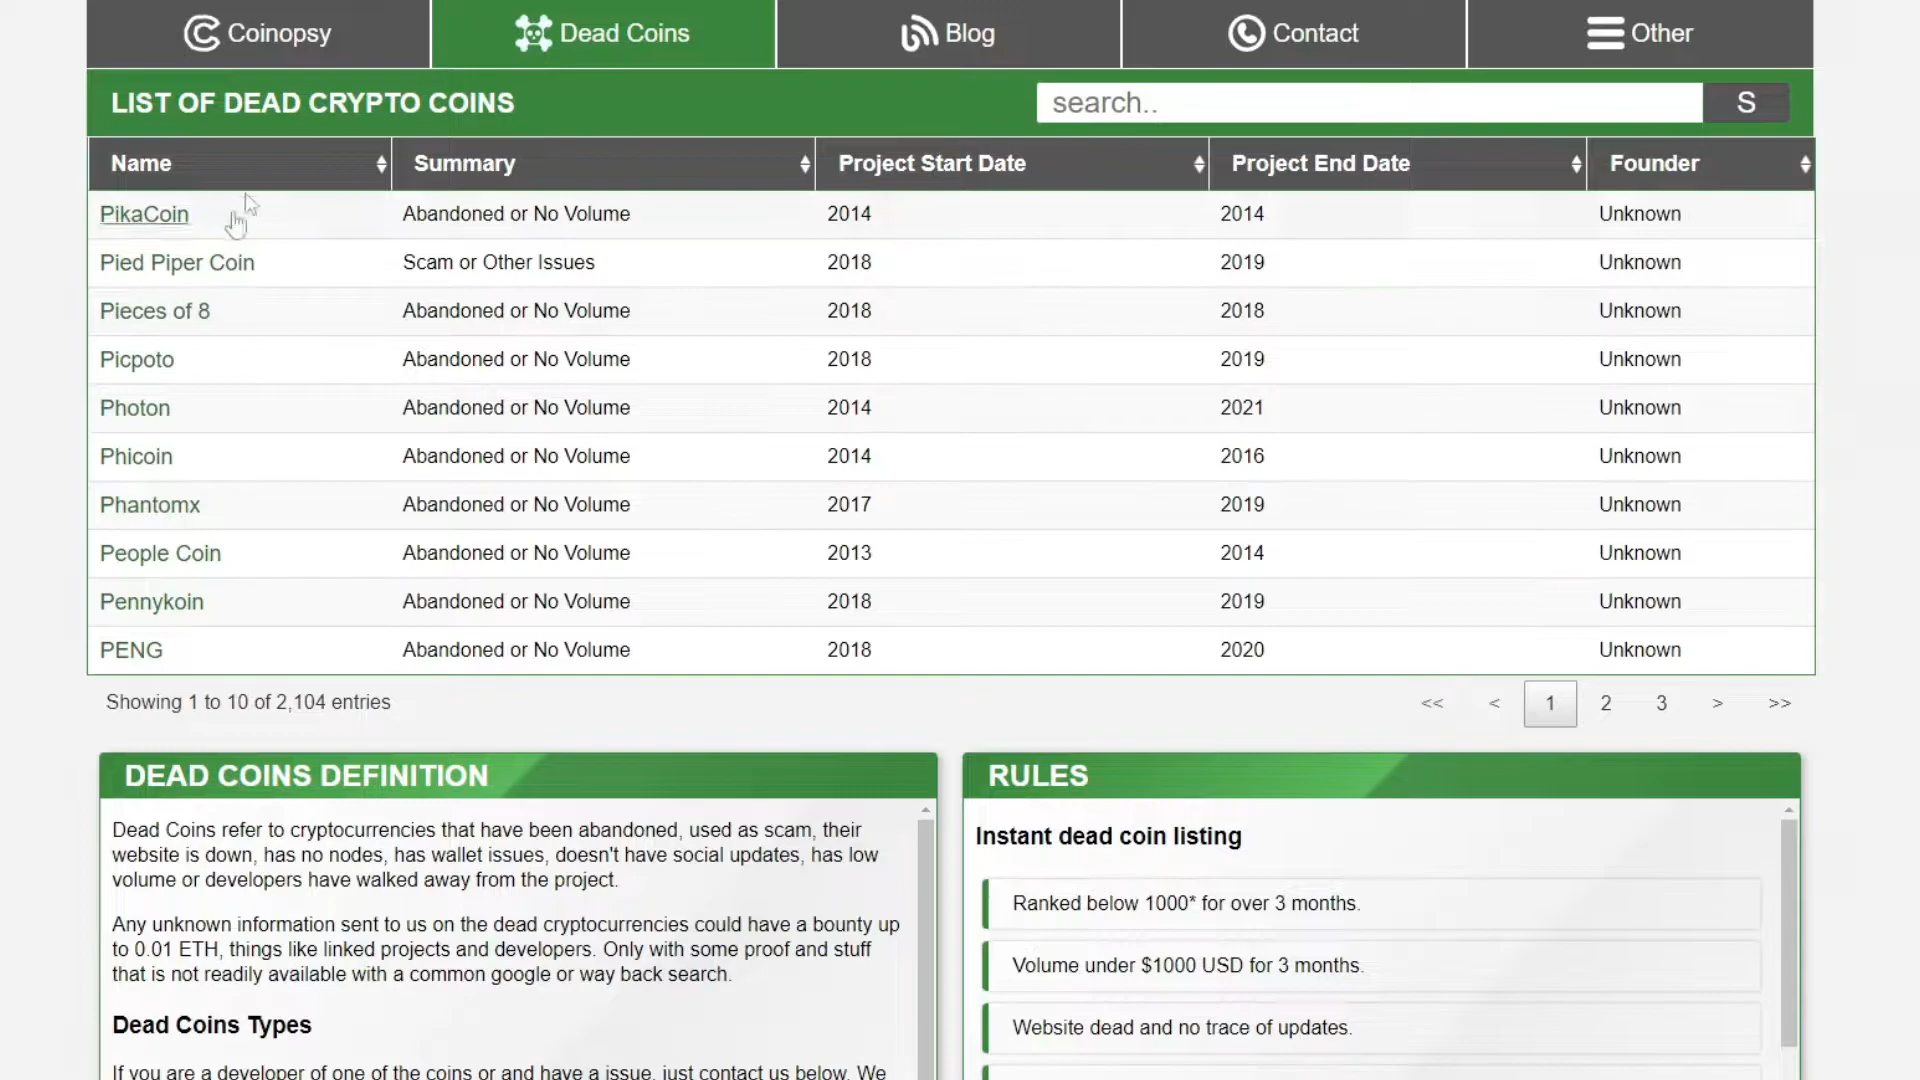 Coinopsy
Dead Coins
Blog
Contact
Other
LIST OF DEAD CRYPTO COINS
search..
S
Name Summary Project Start Date Project End Date Founder
PikaCoin Abandoned or No Volume 2014 2014 Unknown
Pied Piper Coin Scam or Other Issues 2018 2019 Unknown
Pieces of 8 Abandoned or No Volume 2018 2018 Unknown
Picpoto Abandoned or No Volume 2018 2019 Unknown
Photon Abandoned or No Volume 2014 2021 Unknown
Phicoin Abandoned or No Volume 2014 2016 Unknown
Phantomx Abandoned or No Volume 2017 2019 Unknown
People Coin Abandoned or No Volume 2013 2014 Unknown
Pennykoin Abandoned or No Volume 2018 2019 Unknown
PENG Abandoned or No Volume 2018 2020 Unknown
Showing 1 to 10 of 2,104 entries
<< < 1 2 3 > >>
DEAD COINS DEFINITION
Dead Coins refer to cryptocurrencies that have been abandoned, used as scam, their
website is down, has no nodes, has wallet issues, doesn't have social updates, has low
volume or developers have walked away from the project.
Any unknown information sent to us on the dead cryptocurrencies could have a bounty up
to 0.01 ETH, things like linked projects and developers. Only with some proof and stuff
that is not readily available with a common google or way back search.
Dead Coins Types
If you are a developer of one of the coins or and have a issue, just contact us below. We
RULES
Instant dead coin listing
Ranked below 1000* for over 3 months.
Volume under $1000 USD for 3 months.
Website dead and no trace of updates.